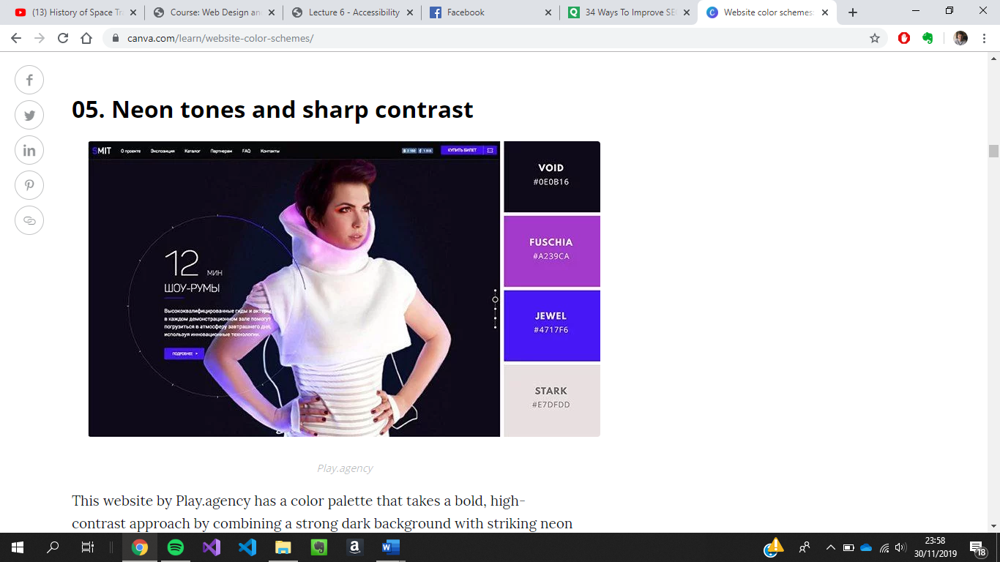 (13) History of Space Tra
Course: Web Design an
Lecture 6 - Accessibility
Facebook
34 Ways To Improve SE
Website color schemes:
canva.com/learn/website-color-schemes/
05. Neon tones and sharp contrast
SMIT
О проекте
Экспозиция
Каталог
Партнерам
FAQ
Контакты
КУПИТЬ БИЛЕТ
12 МИН
ШОУ-РУМЫ
Высококвалифицированные гиды и актеры
в каждом демонстрационном зале помогут
погрузиться в атмосферу завтрашнего дня,
используя инновационные технологии.
ПОДРОБНЕЕ
VOID
#0E0B16
FUSCHIA
#A239CA
JEWEL
#4717F6
STARK
#E7DFDD
Play.agency
This website by Play.agency has a color palette that takes a bold, high-
contrast approach by combining a strong dark background with striking neon
23:58
30/11/2019
18